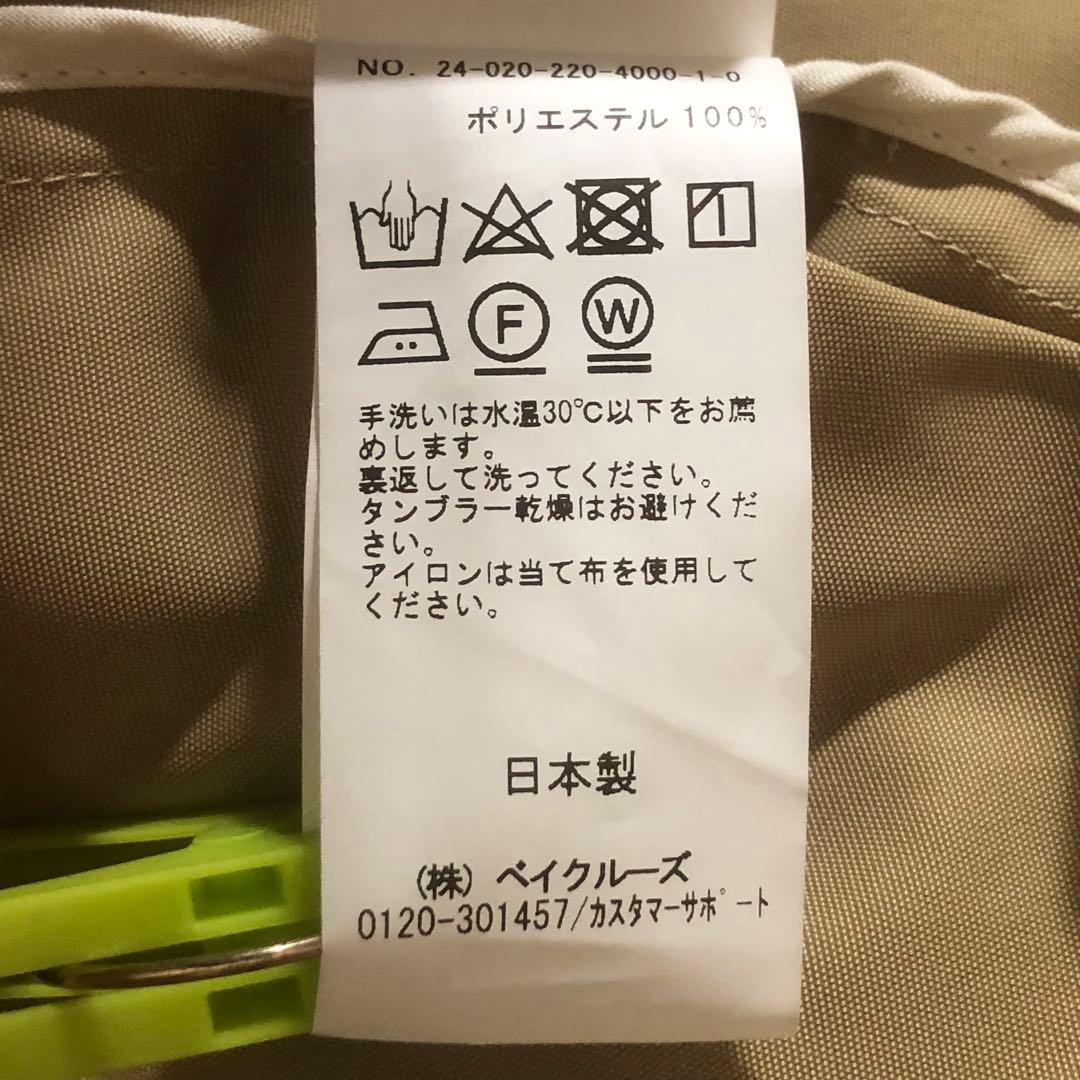 NO. 24-020-220-4000-1-0
ポリエステル 100%
F W
手洗いは水温30℃以下をお薦
めします。
裏返して洗ってください。
タンブラー乾燥はお避けくだ
さい。
アイロンは当て布を使用して
ください。
日本製
(株) ベイクルーズ
0120-301457/カスタマーサポート